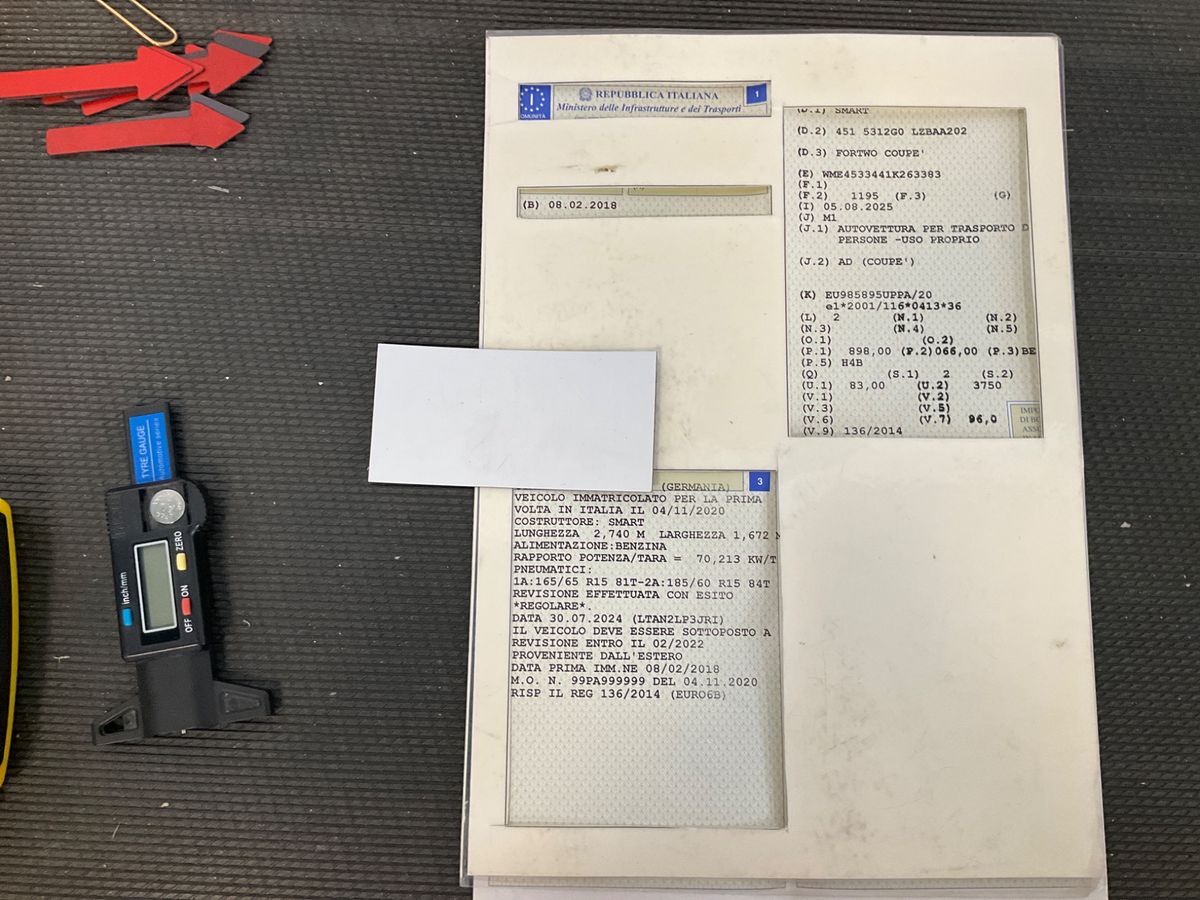 REPUBBLICA ITALIANA
Ministero delle Infrastrutture e dei Trasporti
I
OMUNITÀ
1
(B) 08.02.2018
(D.1) SMART
(D.2) 451 5312G0 LZBAA202
(D.3) FORTWO COUPE'
(E) WME4533441K263383
(F.1)
(F.2) 1195 (F.3) (G)
(I) 05.08.2025
(J) M1
(J.1) AUTOVETTURA PER TRASPORTO D
PERSONE -USO PROPRIO
(J.2) AD (COUPE')
(K) EU985895UPPA/20
e1*2001/116*0413*36
(L) 2 (N.1) (N.2)
(N.3) (N.4) (N.5)
(O.1) (O.2)
(P.1) 898,00 (P.2)066,00 (P.3)BE
(P.5) H4B
(Q) (S.1) 2 (S.2)
(U.1) 83,00 (U.2) 3750
(V.1) (V.2)
(V.3) (V.5)
(V.6) (V.7) 96,0
(V.9) 136/2014
(GERMANIA)
3
VEICOLO IMMATRICOLATO PER LA PRIMA
VOLTA IN ITALIA IL 04/11/2020
COSTRUTTORE: SMART
LUNGHEZZA 2,740 M LARGHEZZA 1,672 M
ALIMENTAZIONE:BENZINA
RAPPORTO POTENZA/TARA = 70,213 KW/T
PNEUMATICI:
1A:165/65 R15 81T-2A:185/60 R15 84T
REVISIONE EFFETTUATA CON ESITO
*REGOLARE*.
DATA 30.07.2024 (LTAN2LP3JRI)
IL VEICOLO DEVE ESSERE SOTTOPOSTO A
REVISIONE ENTRO IL 02/2022
PROVENIENTE DALL'ESTERO
DATA PRIMA IMM.NE 08/02/2018
M.O. N. 99PA999999 DEL 04.11.2020
RISP IL REG 136/2014 (EURO6B)
TYRE GAUGE
Automotive series
inch/mm
ZERO
OFF ON